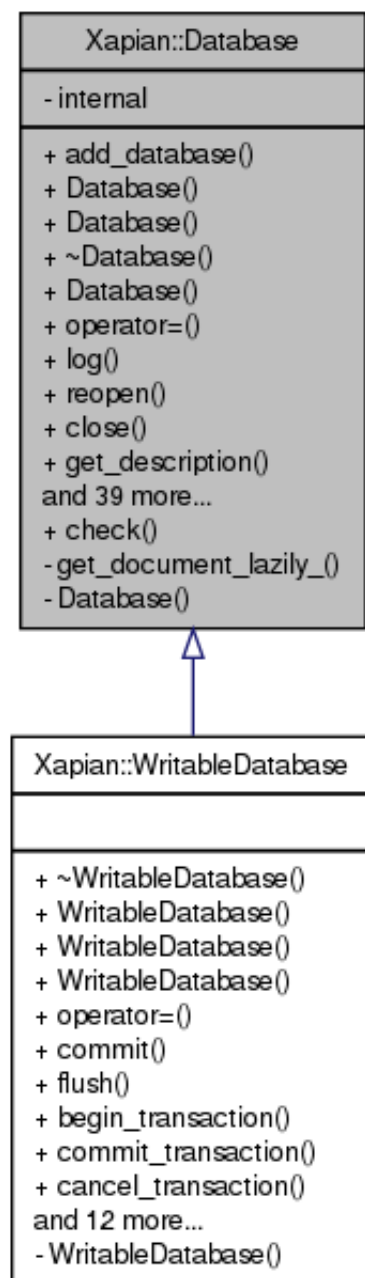 Xapian::Database
- internal
+ add_database()
+ Database()
+ Database()
+ ~Database()
+ Database()
+ operator=()
+ log()
+ reopen()
+ close()
+ get_description()
and 39 more...
+ check()
- get_document_lazily_()
- Database()
Xapian::WritableDatabase
+ ~WritableDatabase()
+ WritableDatabase()
+ WritableDatabase()
+ WritableDatabase()
+ operator=()
+ commit()
+ flush()
+ begin_transaction()
+ commit_transaction()
+ cancel_transaction()
and 12 more...
- WritableDatabase()